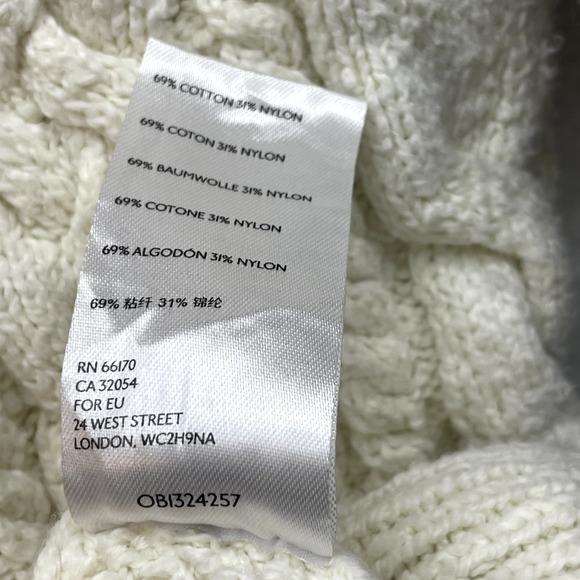 69% COTTON 31% NYLON
69% COTON 31% NYLON
69% BAUMWOLLE 31% NYLON
69% COTONE 31% NYLON
69% ALGODÓN 31% NYLON
69% 粘纤 31% 锦纶
RN 66170
CA 32054
FOR EU
24 WEST STREET
LONDON, WC2H9NA
OB1324257